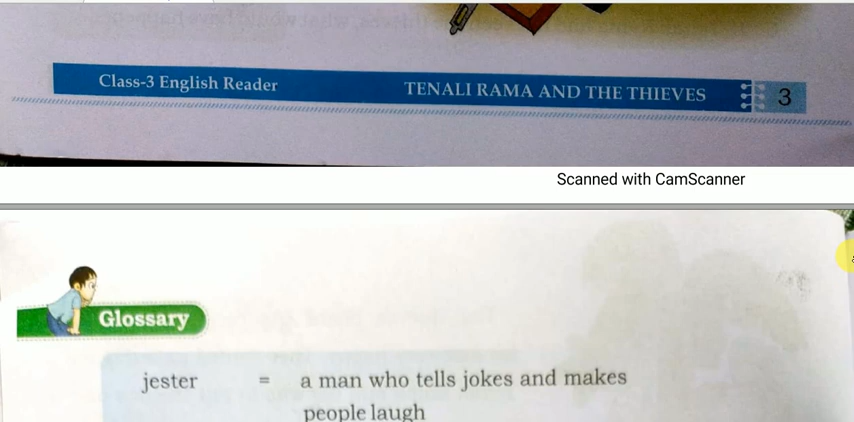 Class-3 English Reader TENALI RAMA AND THE THIEVES 3
Scanned with CamScanner
Glossary
jester = a man who tells jokes and makes
people laugh